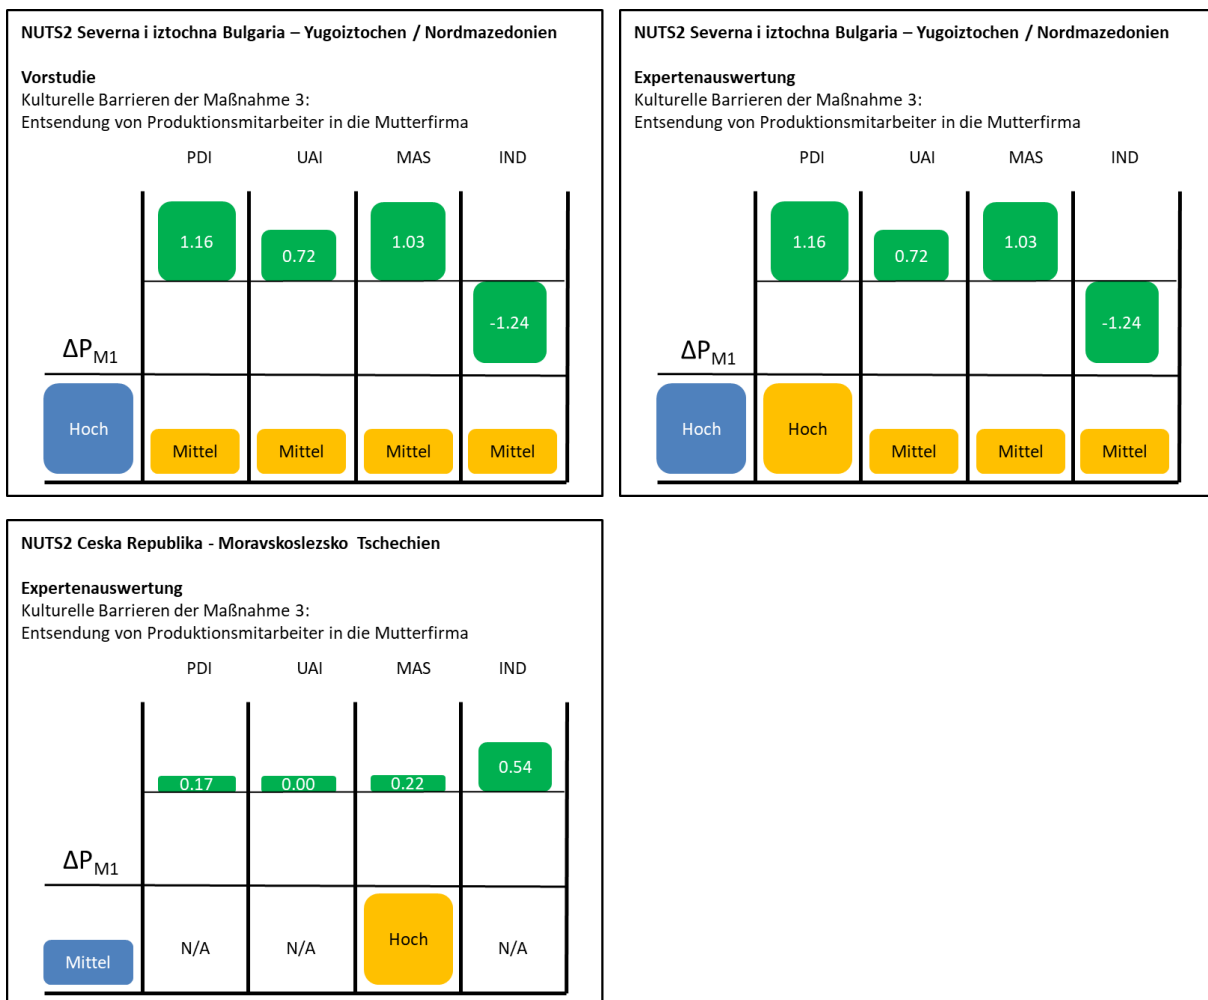 NUTS2 Severna i iztochna Bulgaria – Yugoiztochen / Nordmazedonien
Vorstudie
Kulturelle Barrieren der Maßnahme 3:
Entsendung von Produktionsmitarbeiter in die Mutterfirma
PDI UAI MAS IND
1.16 0.72 1.03 -1.24
ΔPM1
Hoch Mittel Mittel Mittel Mittel
NUTS2 Severna i iztochna Bulgaria – Yugoiztochen / Nordmazedonien
Expertenauswertung
Kulturelle Barrieren der Maßnahme 3:
Entsendung von Produktionsmitarbeiter in die Mutterfirma
PDI UAI MAS IND
1.16 0.72 1.03 -1.24
ΔPM1
Hoch Hoch Mittel Mittel Mittel
NUTS2 Ceska Republika - Moravskoslezsko Tschechien
Expertenauswertung
Kulturelle Barrieren der Maßnahme 3:
Entsendung von Produktionsmitarbeiter in die Mutterfirma
PDI UAI MAS IND
0.17 0.00 0.22 0.54
ΔPM1
Mittel N/A N/A Hoch N/A